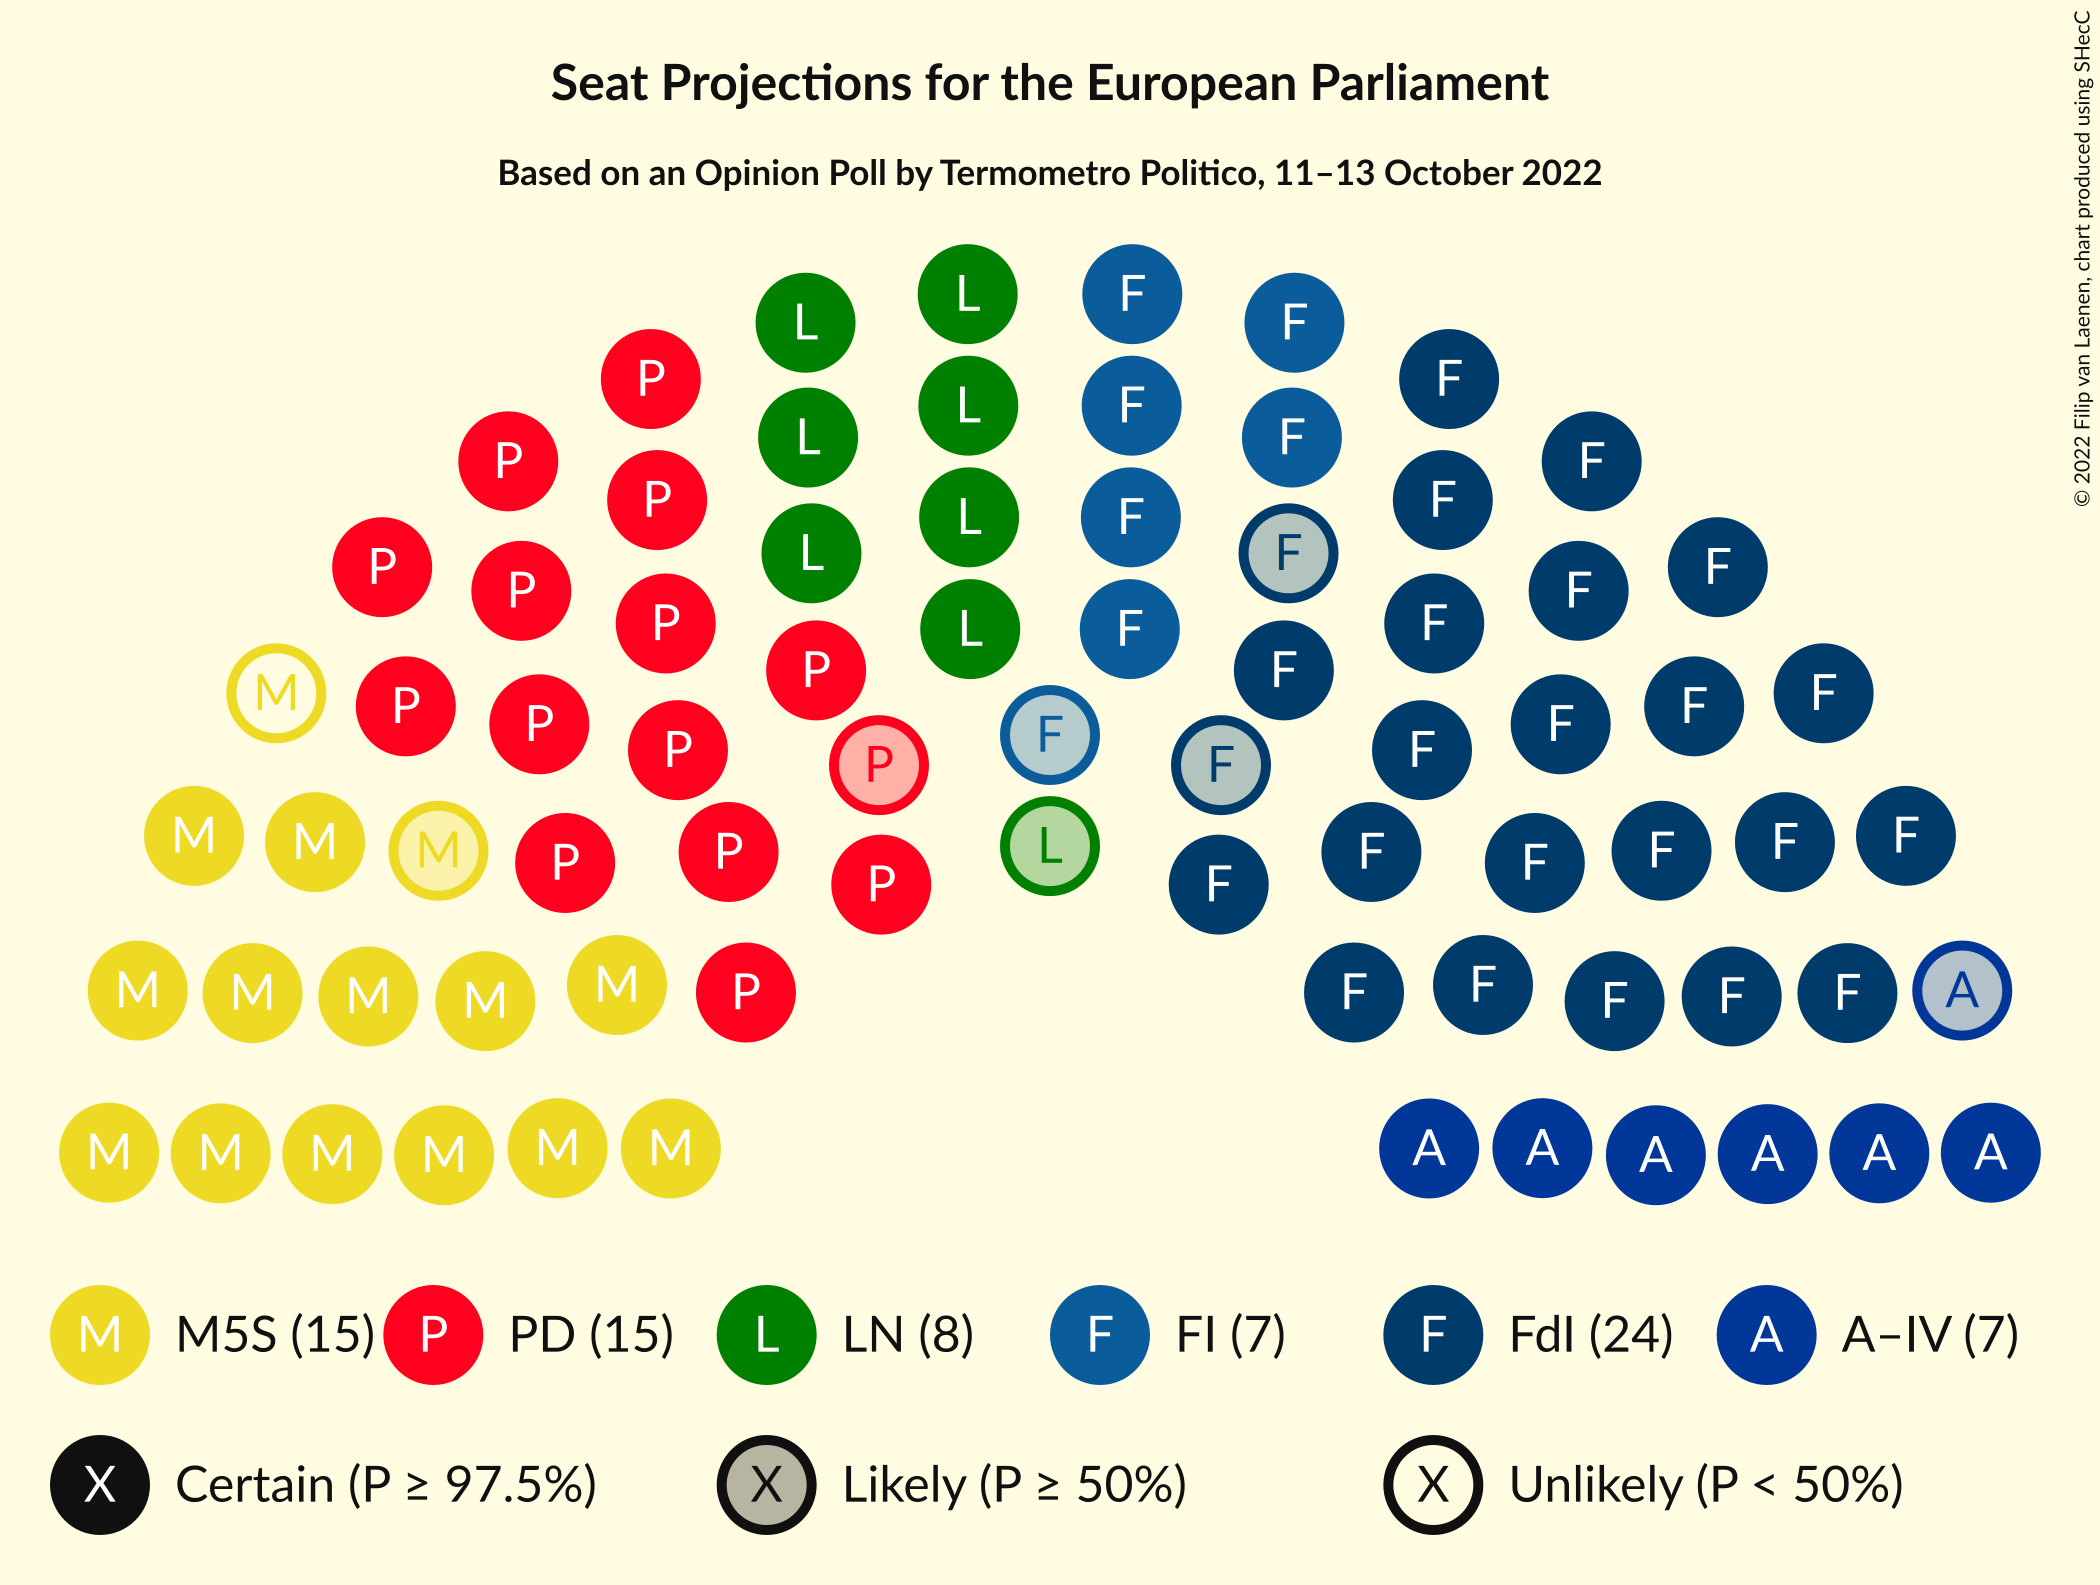 Seat Projections for the European Parliament
Based on an Opinion Poll by Termometro Politico, 11–13 October 2022
© 2022 Filip van Laenen, chart produced using SHecC
L L F F
P L L F F F
P P L L F F F F
P P P P L F F F F F
M P P P P F F F F F F
M M M P P P L F F F F F F
M M M M M P F F F F F A
M M M M M M A A A A A A
M M5S (15) P PD (15) L LN (8) F FI (7) F FdI (24) A A–IV (7)
X Certain (P ≥ 97.5%) X Likely (P ≥ 50%) X Unlikely (P < 50%)